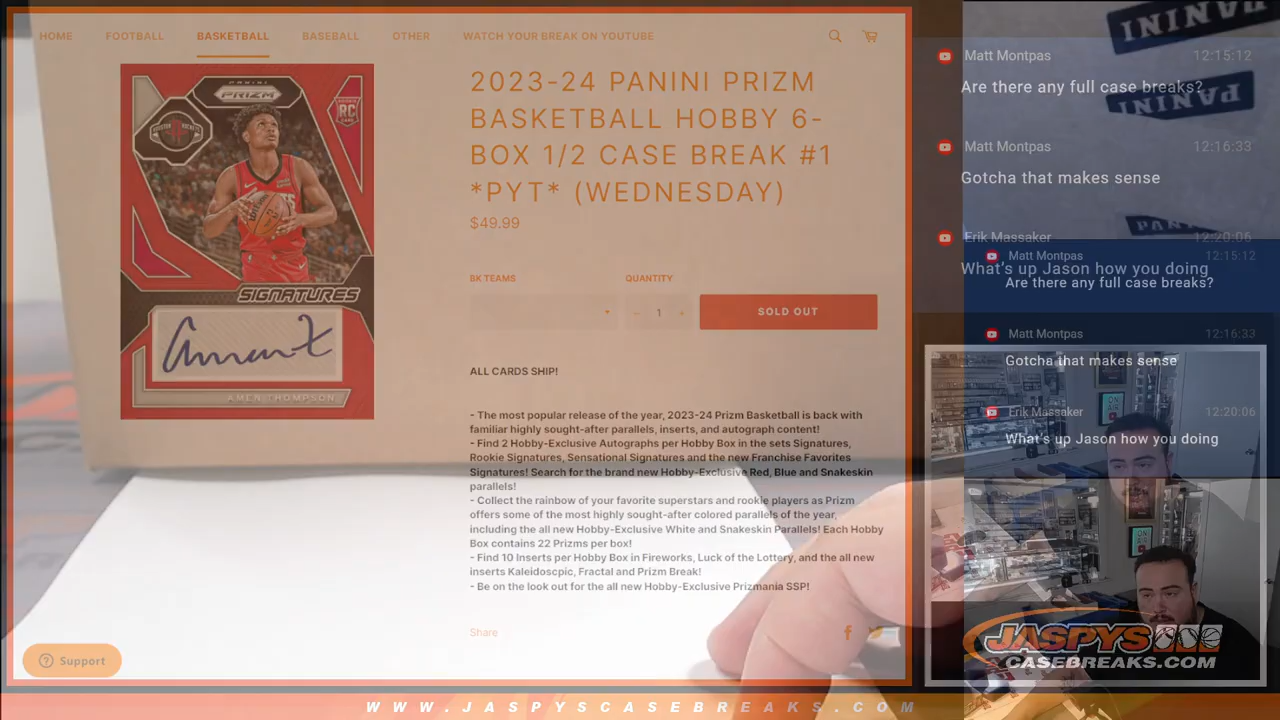 HOME FOOTBALL BASKETBALL BASEBALL OTHER WATCH YOUR BREAK ON YOUTUBE
PANINI
PRIZM
RC
SIGNATURES
AMEN THOMPSON
2023-24 PANINI PRIZM
BASKETBALL HOBBY 6-
BOX 1/2 CASE BREAK #1
*PYT* (WEDNESDAY)
$49.99
BK TEAMS QUANTITY
− 1 + SOLD OUT
ALL CARDS SHIP!
- The most popular release of the year, 2023-24 Prizm Basketball is back with
familiar highly sought-after parallels, inserts, and autograph content!
- Find 2 Hobby-Exclusive Autographs per Hobby Box in the sets Signatures,
Rookie Signatures, Sensational Signatures and the new Franchise Favorites
Signatures! Search for the brand new Hobby-Exclusive Red, Blue and Snakeskin
parallels!
- Collect the rainbow of your favorite superstars and rookie players as Prizm
offers some of the most highly sought-after colored parallels of the year,
including the all new Hobby-Exclusive White and Snakeskin Parallels! Each Hobby
Box contains 22 Prizms per box!
- Find 10 Inserts per Hobby Box in Fireworks, Luck of the Lottery, and the all new
inserts Kaleidoscpic, Fractal and Prizm Break!
- Be on the look out for the all new Hobby-Exclusive Prizmania SSP!
Share
Support
PANINI
Matt Montpas 12:15:12
Are there any full case breaks?
PANINI
Matt Montpas 12:16:33
Gotcha that makes sense
Erik Massaker 12:20:06
What's up Jason how you doing
Matt Montpas 12:15:12
Are there any full case breaks?
Matt Montpas 12:16:33
Gotcha that makes sense
Erik Massaker 12:20:06
What's up Jason how you doing
ON AIR
ON AIR
JASPYS
CASEBREAKS.COM
WWW.JASPYSCASEBREAKS.COM